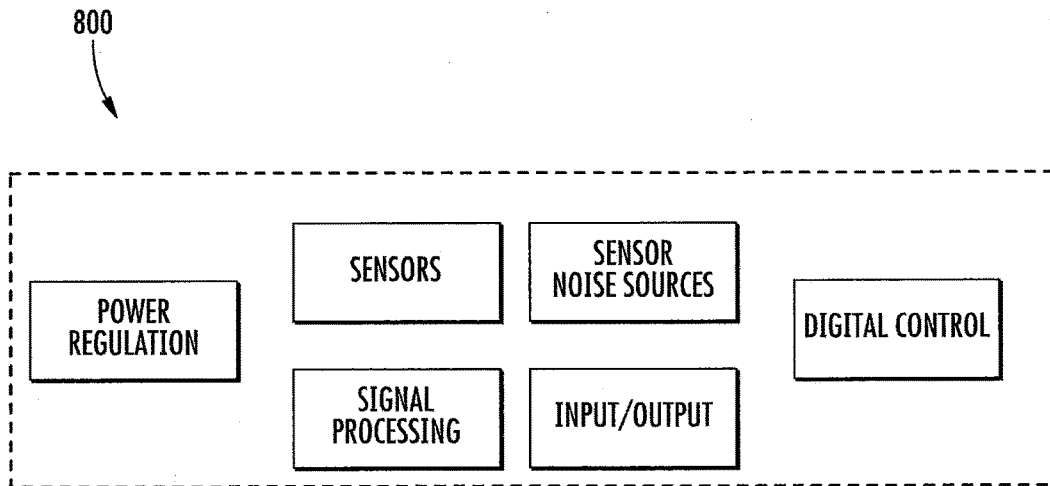 800
POWER
REGULATION
SENSORS
SENSOR
NOISE SOURCES
DIGITAL CONTROL
SIGNAL
PROCESSING
INPUT/OUTPUT